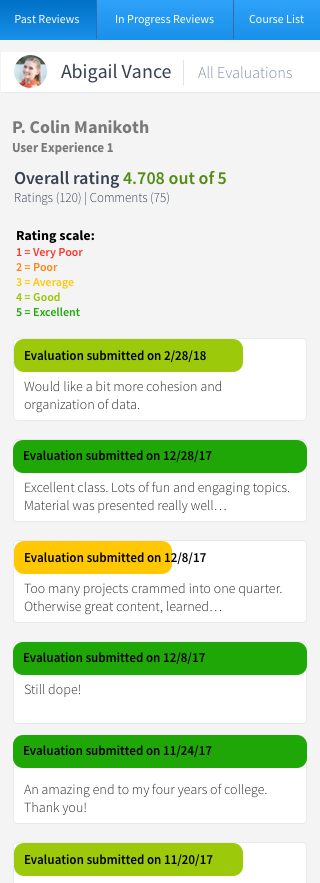 Past Reviews
In Progress Reviews
Course List
Abigail Vance
All Evaluations
P. Colin Manikoth
User Experience 1
Overall rating 4.708 out of 5
Ratings (120) | Comments (75)
Rating scale:
1 = Very Poor
2 = Poor
3 = Average
4 = Good
5 = Excellent
Evaluation submitted on 2/28/18
Would like a bit more cohesion and
organization of data.
Evaluation submitted on 12/28/17
Excellent class. Lots of fun and engaging topics.
Material was presented really well…
Evaluation submitted on 12/8/17
Too many projects crammed into one quarter.
Otherwise great content, learned…
Evaluation submitted on 12/8/17
Still dope!
Evaluation submitted on 11/24/17
An amazing end to my four years of college.
Thank you!
Evaluation submitted on 11/20/17